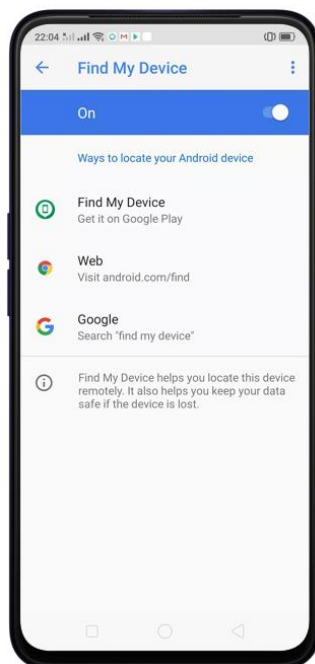 22:04
Find My Device
On
Ways to locate your Android device
Find My Device
Get it on Google Play
Web
Visit android.com/find
Google
Search "find my device"
Find My Device helps you locate this device
remotely. It also helps you keep your data
safe if the device is lost.